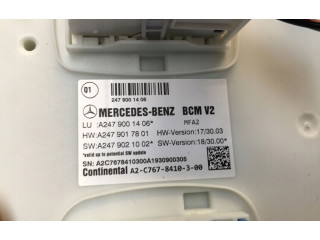 Q1
247 900 14 06
MERCEDES-BENZ BCM V2
LU :A247 900 14 06* MFA2
HW:A247 901 78 01 HW-Version:17/30.03
SW:A247 902 10 02* SW-Version:18/30.00*
*valid up to potential SW update
SN: A2C7678410300A1930900305
Continental A2-C767-8410-3-00